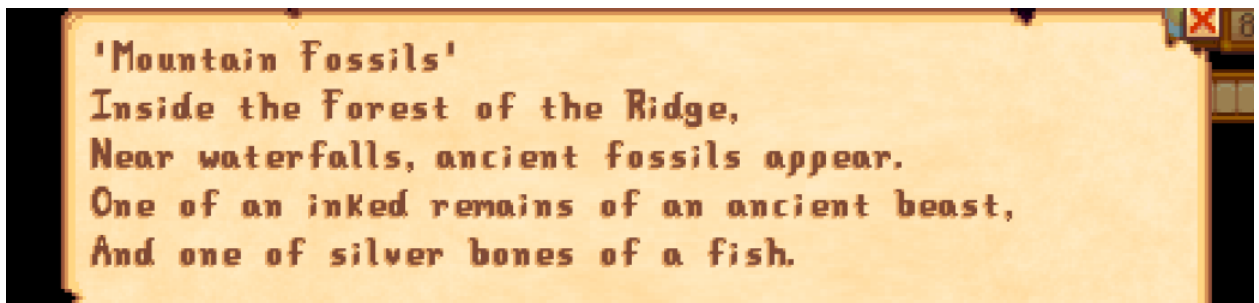 'Mountain Fossils'
Inside the Forest of the Ridge,
Near waterfalls, ancient fossils appear.
One of an inked remains of an ancient beast,
And one of silver bones of a fish.
8